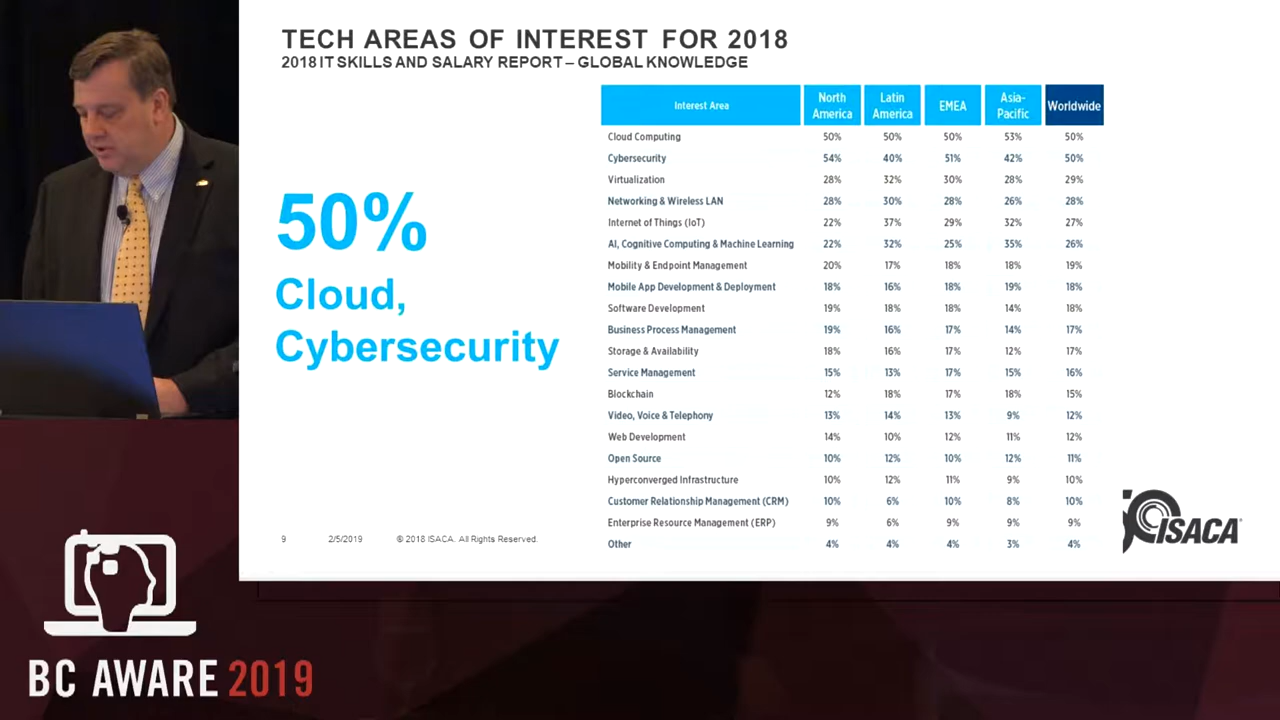 TECH AREAS OF INTEREST FOR 2018
2018 IT SKILLS AND SALARY REPORT – GLOBAL KNOWLEDGE
50%
Cloud,
Cybersecurity
Interest Area North America Latin America EMEA Asia-Pacific Worldwide
Cloud Computing 50% 50% 50% 53% 50%
Cybersecurity 54% 40% 51% 42% 50%
Virtualization 28% 32% 30% 28% 29%
Networking & Wireless LAN 28% 30% 28% 26% 28%
Internet of Things (IoT) 22% 37% 29% 32% 27%
AI, Cognitive Computing & Machine Learning 22% 32% 25% 35% 26%
Mobility & Endpoint Management 20% 17% 18% 18% 19%
Mobile App Development & Deployment 18% 16% 18% 19% 18%
Software Development 19% 18% 18% 14% 18%
Business Process Management 19% 16% 17% 14% 17%
Storage & Availability 18% 16% 17% 12% 17%
Service Management 15% 13% 17% 15% 16%
Blockchain 12% 18% 17% 18% 15%
Video, Voice & Telephony 13% 14% 13% 9% 12%
Web Development 14% 10% 12% 11% 12%
Open Source 10% 12% 10% 12% 11%
Hyperconverged Infrastructure 10% 12% 11% 9% 10%
Customer Relationship Management (CRM) 10% 6% 10% 8% 10%
Enterprise Resource Management (ERP) 9% 6% 9% 9% 9%
Other 4% 4% 4% 3% 4%
9 2/5/2019 © 2018 ISACA. All Rights Reserved.
ISACA®
BC AWARE 2019